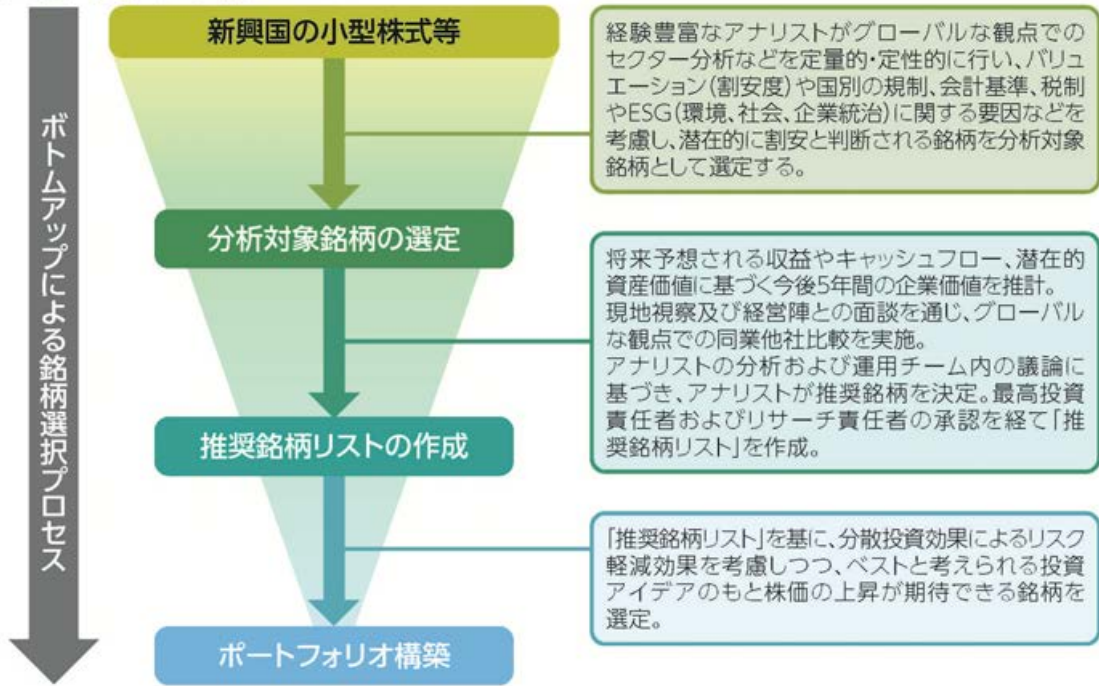 新興国の小型株式等
経験豊富なアナリストがグローバルな観点での
セクター分析などを定量的・定性的に行い、バリュ
エーション(割安度)や国別の規制、会計基準、税制
やESG(環境、社会、企業統治)に関する要因などを
考慮し、潜在的に割安と判断される銘柄を分析対象
銘柄として選定する。
ボトムアップによる銘柄選択プロセス
分析対象銘柄の選定
将来予想される収益やキャッシュフロー、潜在的
資産価値に基づく今後5年間の企業価値を推計。
現地視察及び経営陣との面談を通じ、グローバル
な観点での同業他社比較を実施。
アナリストの分析および運用チーム内の議論に
基づき、アナリストが推奨銘柄を決定。最高投資
責任者およびリサーチ責任者の承認を経て「推
奨銘柄リスト」を作成。
推奨銘柄リストの作成
「推奨銘柄リスト」を基に、分散投資効果によるリスク
軽減効果を考慮しつつ、ベストと考えられる投資
アイデアのもと株価の上昇が期待できる銘柄を
選定。
ポートフォリオ構築